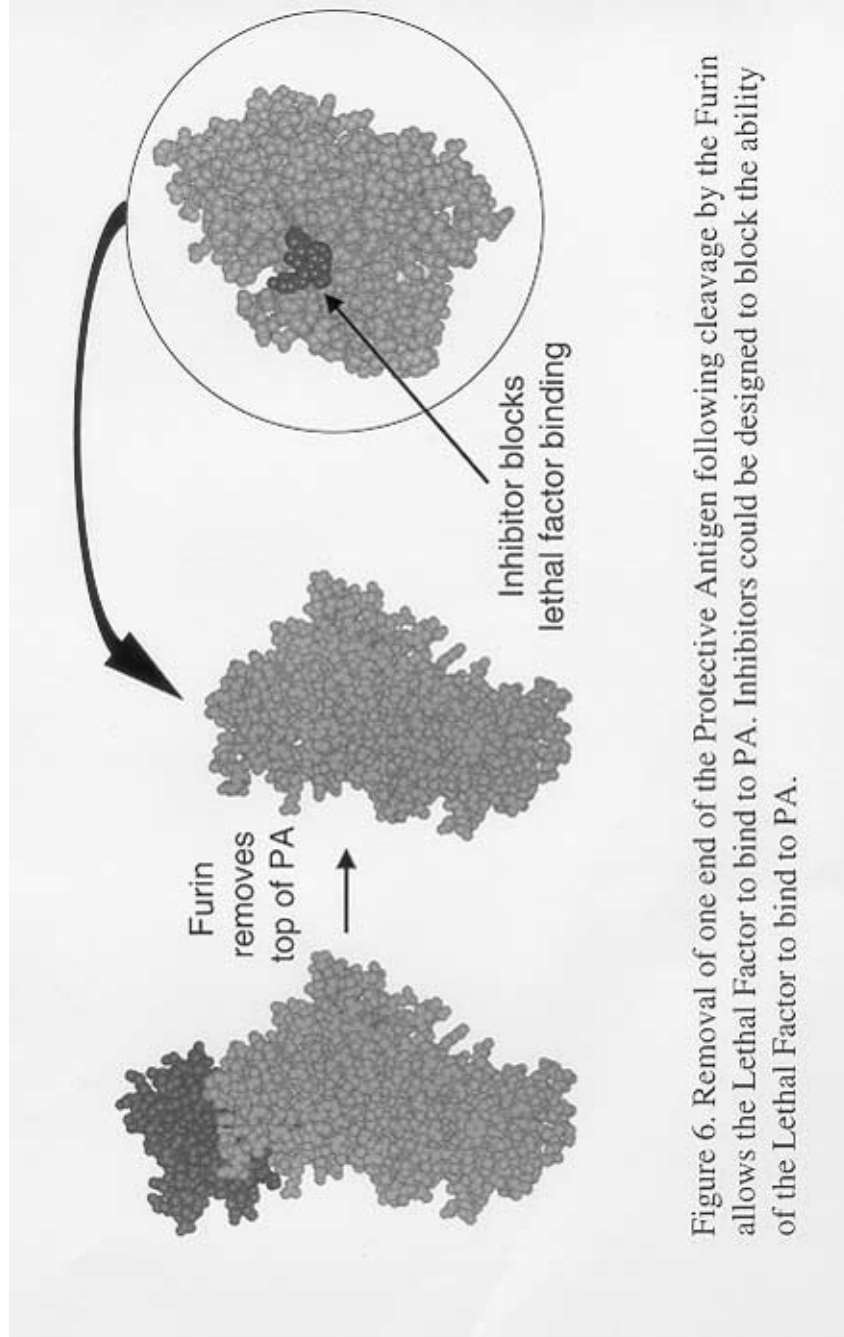 Furin
removes
top of PA
Inhibitor blocks
lethal factor binding
Figure 6. Removal of one end of the Protective Antigen following cleavage by the Furin
allows the Lethal Factor to bind to PA. Inhibitors could be designed to block the ability
of the Lethal Factor to bind to PA.